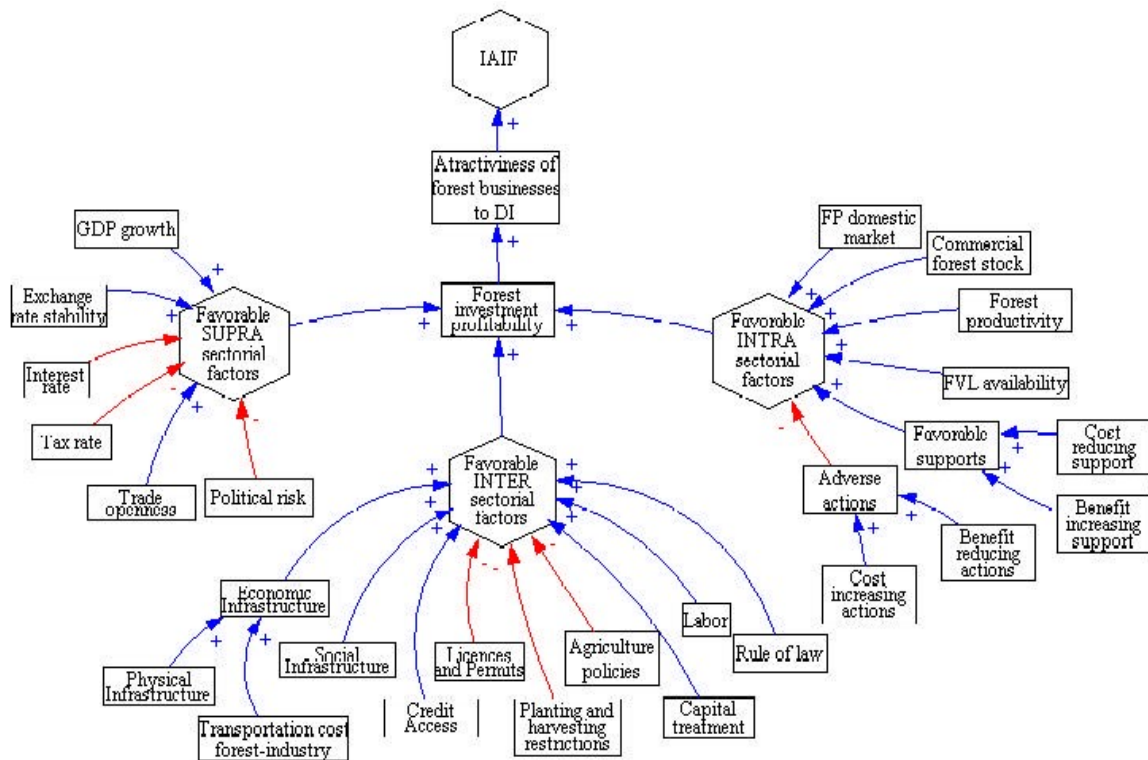 IAIF
Atractiviness of
forest businesses
to DI
GDP growth
Exchange
rate stability
Interest
rate
Tax rate
Trade
openness
Political risk
Favorable
SUPRA
sectorial
factors
Forest
investment
profitability
Favorable
INTRA
sectorial
factors
FP domestic
market
Commercial
forest stock
Forest
productivity
FVL availability
Favorable
supports
Cost
reducing
support
Benefit
increasing
support
Adverse
actions
Benefit
reducing
actions
Cost
increasing
actions
Favorable
INTER
sectorial
factors
Economic
Infrastructure
Physical
Infrastructure
Transportation cost
forest-industry
Social
Infrastructure
Credit
Access
Licences
and Permits
Planting and
harvesting
restrictions
Agriculture
policies
Capital
treatment
Labor
Rule of law